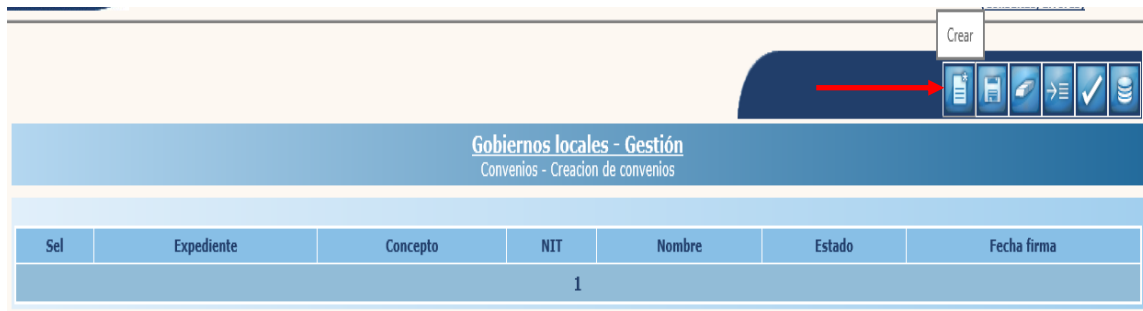 Crear
Gobiernos locales - Gestión
Convenios - Creacion de convenios
Sel Expediente Concepto NIT Nombre Estado Fecha firma
1